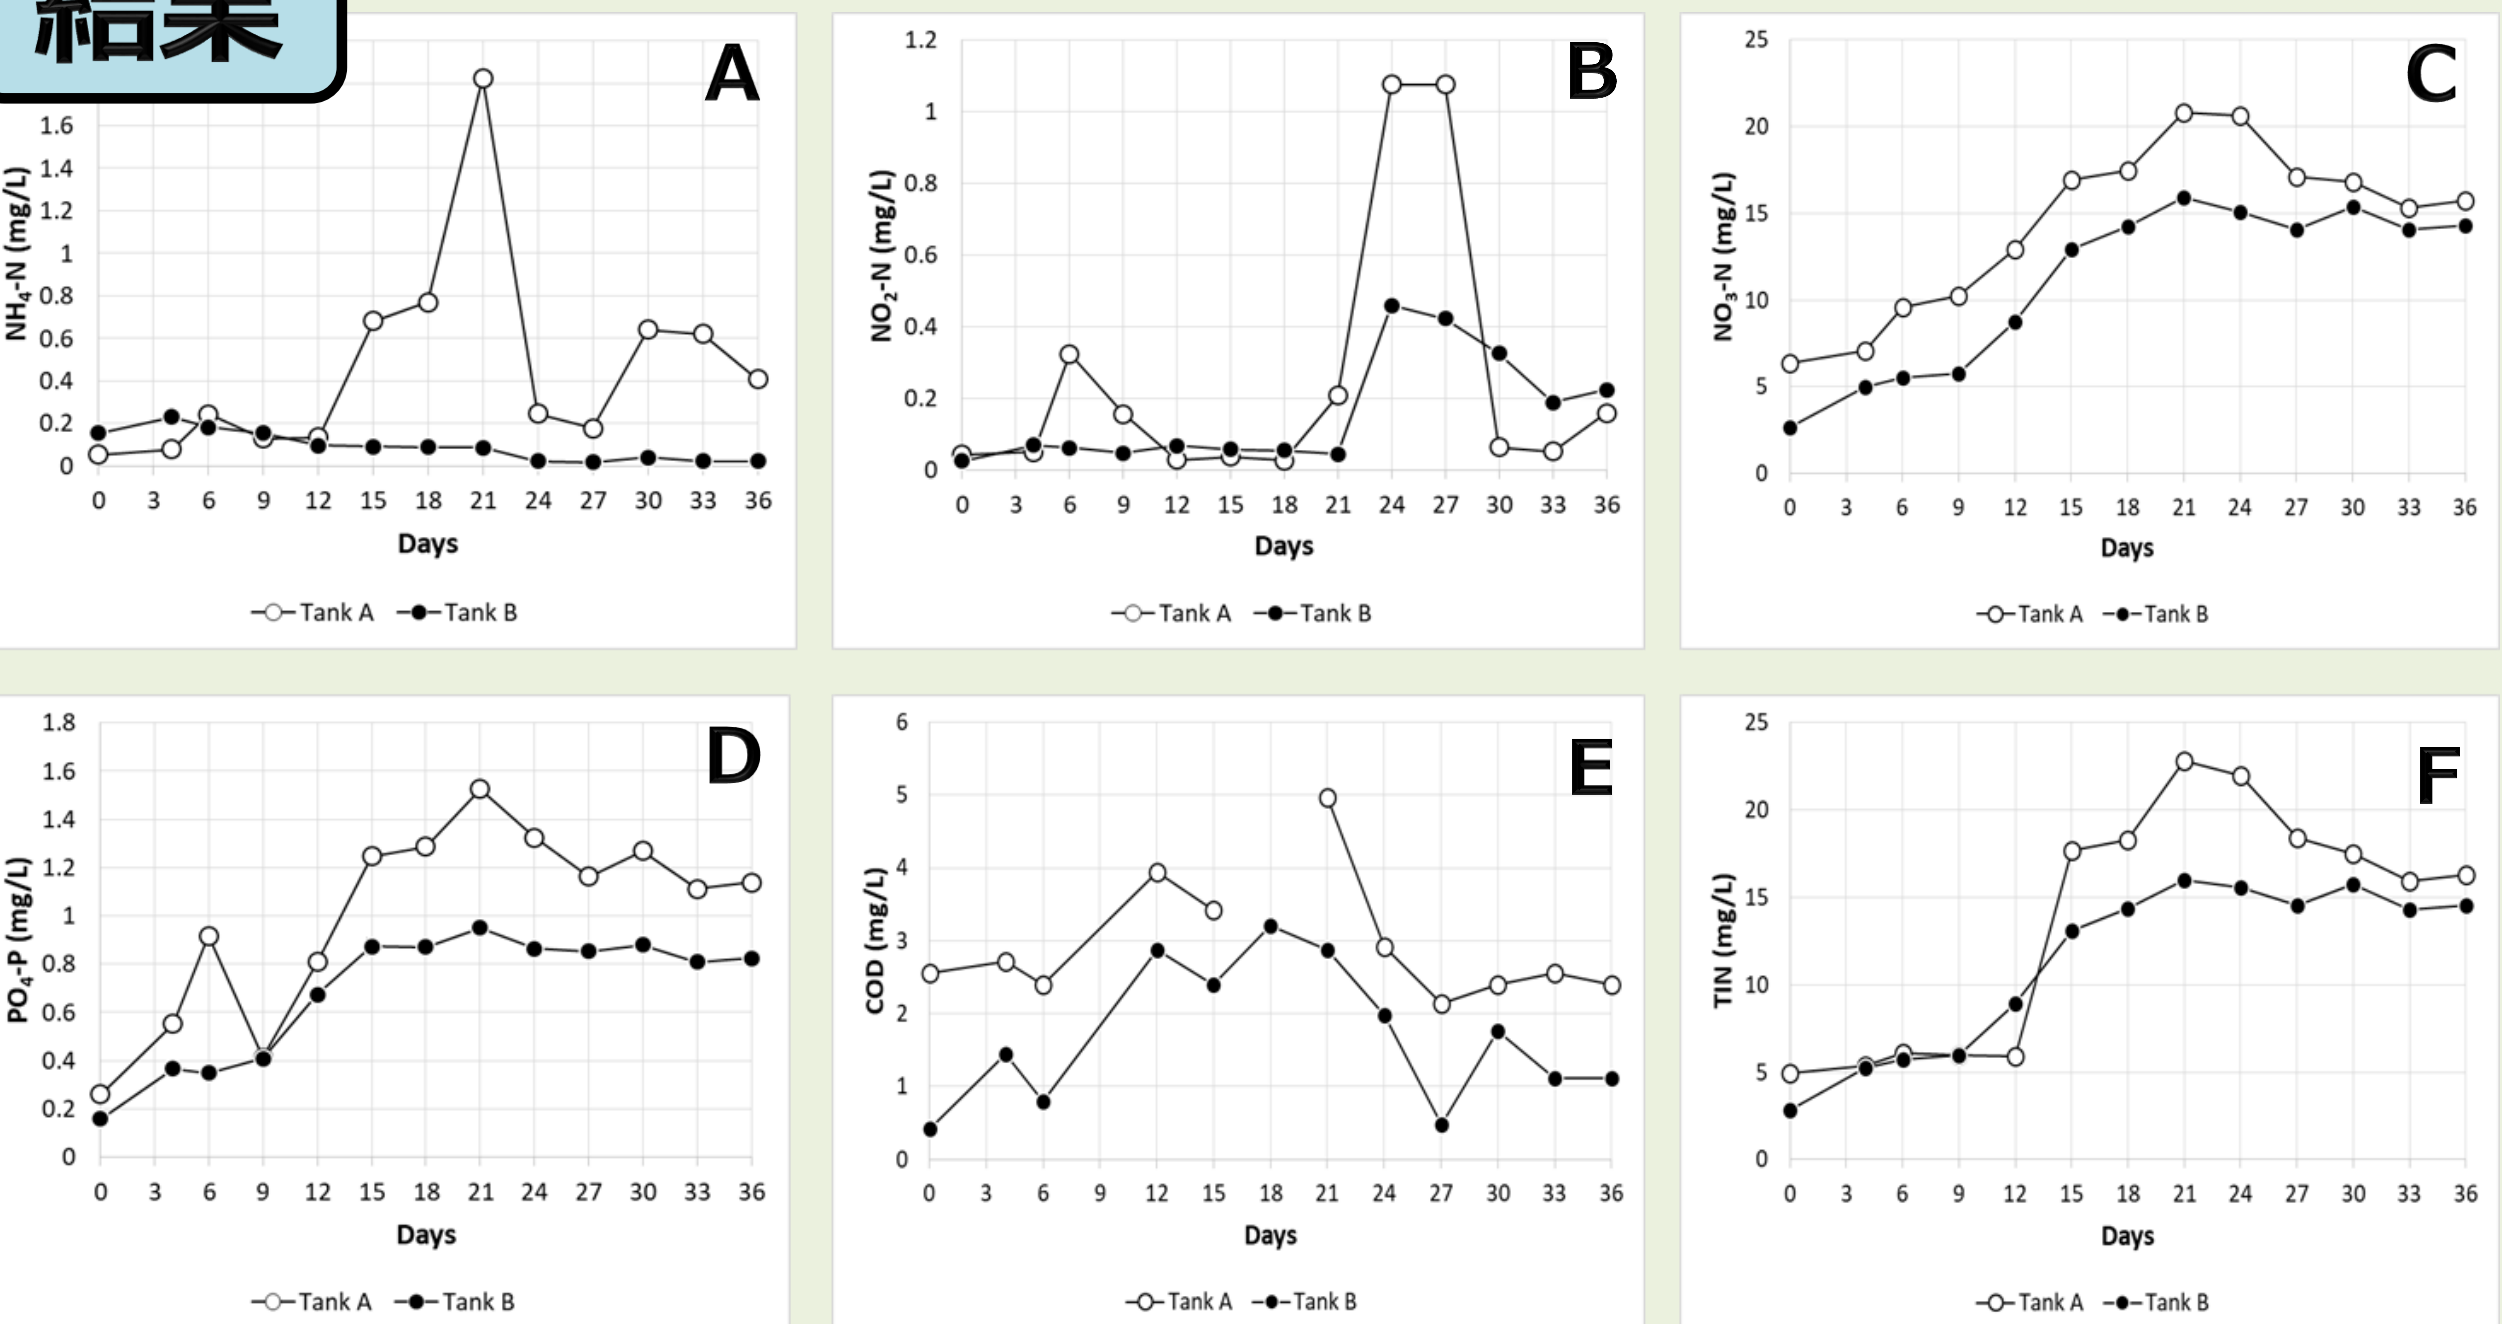 結果
A
1.6
1.4
1.2
1
0.8
0.6
0.4
0.2
0
NH₄-N (mg/L)
0 3 6 9 12 15 18 21 24 27 30 33 36
Days
Tank A Tank B
B
1.2
1
0.8
0.6
0.4
0.2
0
NO₂-N (mg/L)
0 3 6 9 12 15 18 21 24 27 30 33 36
Days
Tank A Tank B
C
25
20
15
10
5
0
NO₃-N (mg/L)
0 3 6 9 12 15 18 21 24 27 30 33 36
Days
Tank A Tank B
D
1.8
1.6
1.4
1.2
1
0.8
0.6
0.4
0.2
0
PO₄-P (mg/L)
0 3 6 9 12 15 18 21 24 27 30 33 36
Days
Tank A Tank B
E
6
5
4
3
2
1
0
COD (mg/L)
0 3 6 9 12 15 18 21 24 27 30 33 36
Days
Tank A Tank B
F
25
20
15
10
5
0
TIN (mg/L)
0 3 6 9 12 15 18 21 24 27 30 33 36
Days
Tank A Tank B